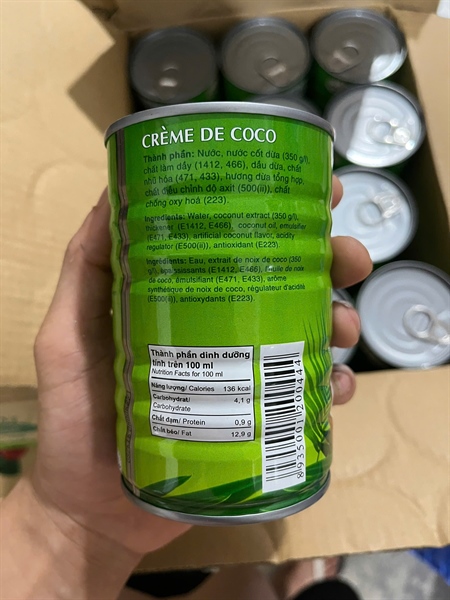 CRÈME DE COCO
Thành phần: Nước, nước cốt dừa (350 g/l),
chất làm dầy (1412, 466), dầu dừa, chất
nhũ hóa (471, 433), hương dừa tổng hợp,
chất điều chỉnh độ axit (500(ii)), chất
chống oxy hoá (223).
Ingredients: Water, coconut extract (350 g/l),
thickener (E1412, E466), coconut oil, emulsifier
(E471, E433), artificial coconut flavor, acidity
regulator (E500(ii)), antioxidant (E223).
Ingrédients: Eau, extrait de noix de coco (350 g/l),
épaississants (E1412, E466), huile de noix
de coco, émulsifiant (E471, E433), arôme
synthétique de noix de coco, régulateur d'acidité
(E500(ii)), antioxydants (E223).
Thành phần dinh dưỡng
tính trên 100 ml
Nutrition Facts for 100 ml
Năng lượng/ Calories 136 kcal
Carbohydrat/ 4,1 g
Carbohydrate
Chất đạm/ Protein 0,9 g
Chất béo/ Fat 12,9 g
8935001200444